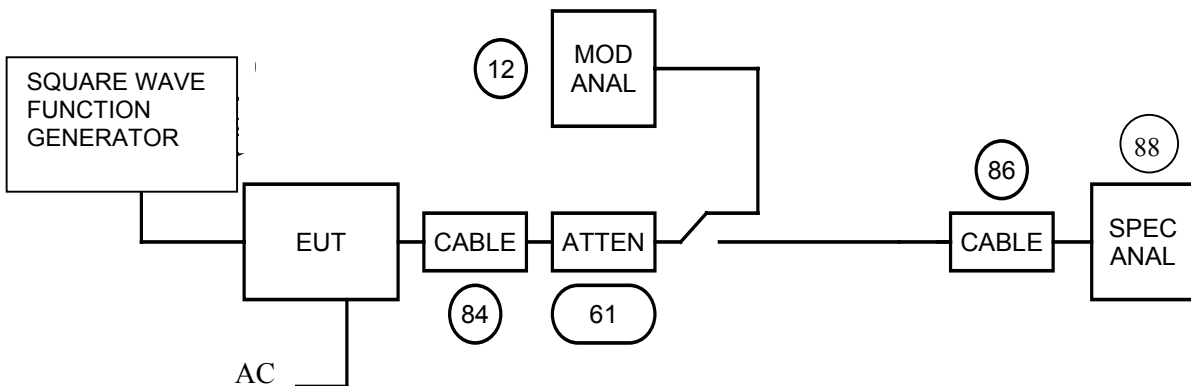 SQUARE WAVE
FUNCTION
GENERATOR
12
MOD
ANAL
86
88
EUT
CABLE
ATTEN
CABLE
SPEC
ANAL
84
61
AC